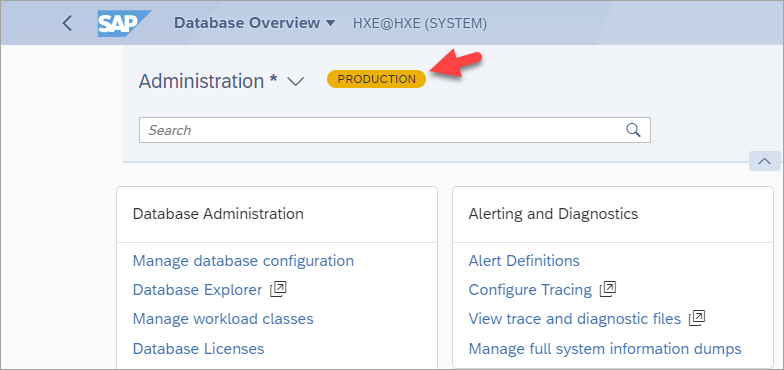 SAP Database Overview HXE@HXE (SYSTEM)
Administration * PRODUCTION
Search
Database Administration
Manage database configuration
Database Explorer
Manage workload classes
Database Licenses
Alerting and Diagnostics
Alert Definitions
Configure Tracing
View trace and diagnostic files
Manage full system information dumps